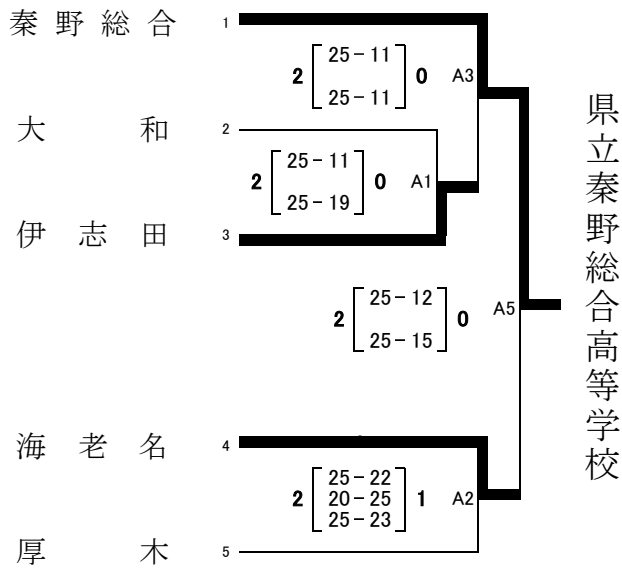 秦野総合 1
25-11
2 0 A3
25-11
大和 2
25-11
2 0 A1
25-19
伊志田 3
25-12
2 0 A5
25-15
海老名 4
25-22
2 20-25 1 A2
25-23
厚木 5
県立秦野総合高等学校